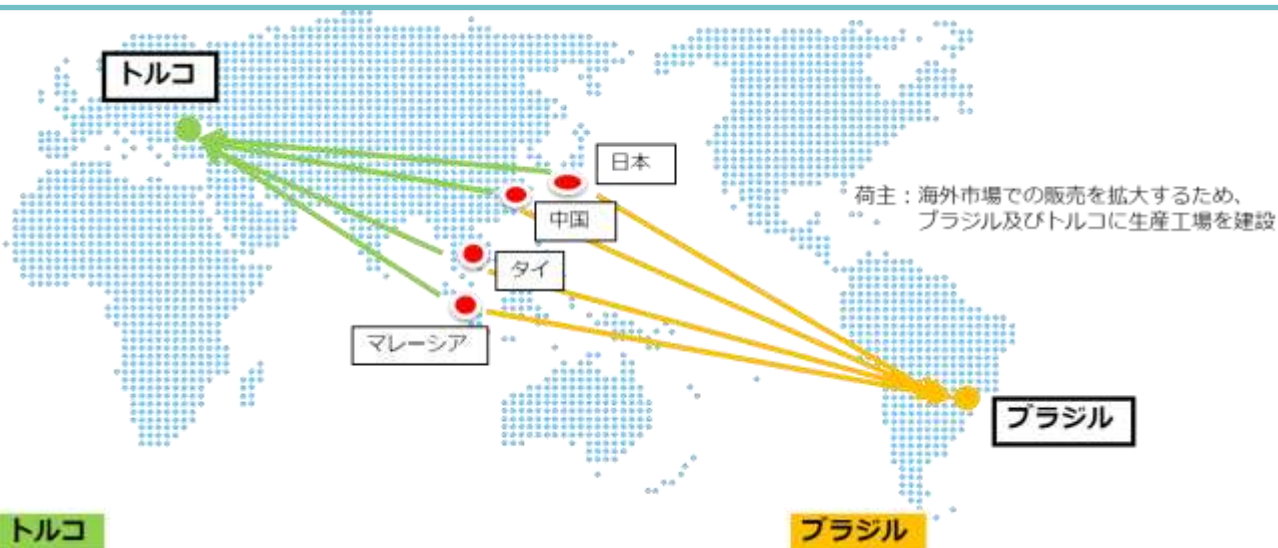 トルコ
日本
荷主：海外市場での販売を拡大するため、
ブラジル及びトルコに生産工場を建設
中国
タイ
マレーシア
ブラジル
トルコ
ブラジル